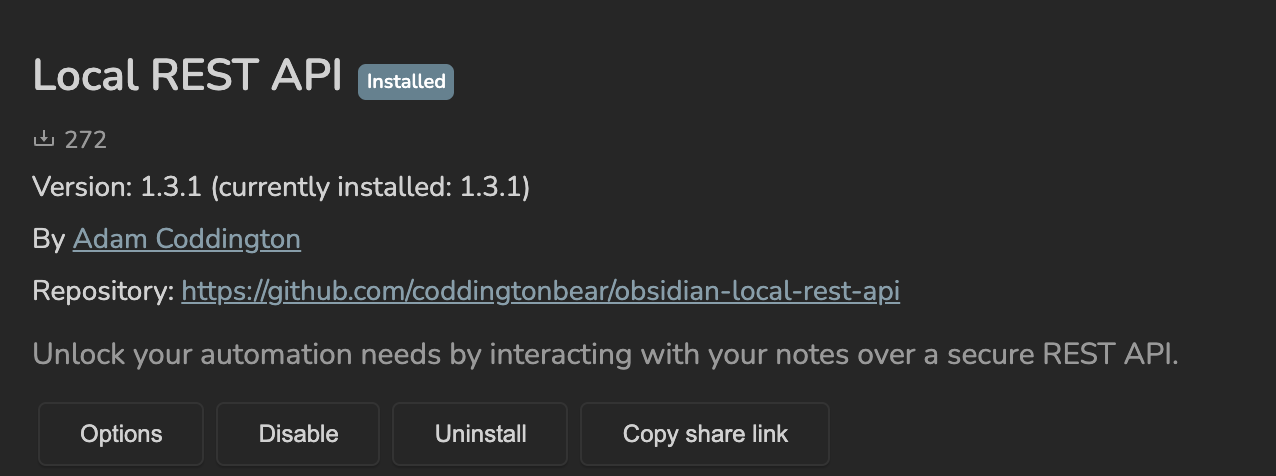 Local REST API Installed
272
Version: 1.3.1 (currently installed: 1.3.1)
By Adam Coddington
Repository: https://github.com/coddingtonbear/obsidian-local-rest-api
Unlock your automation needs by interacting with your notes over a secure REST API.
Options Disable Uninstall Copy share link